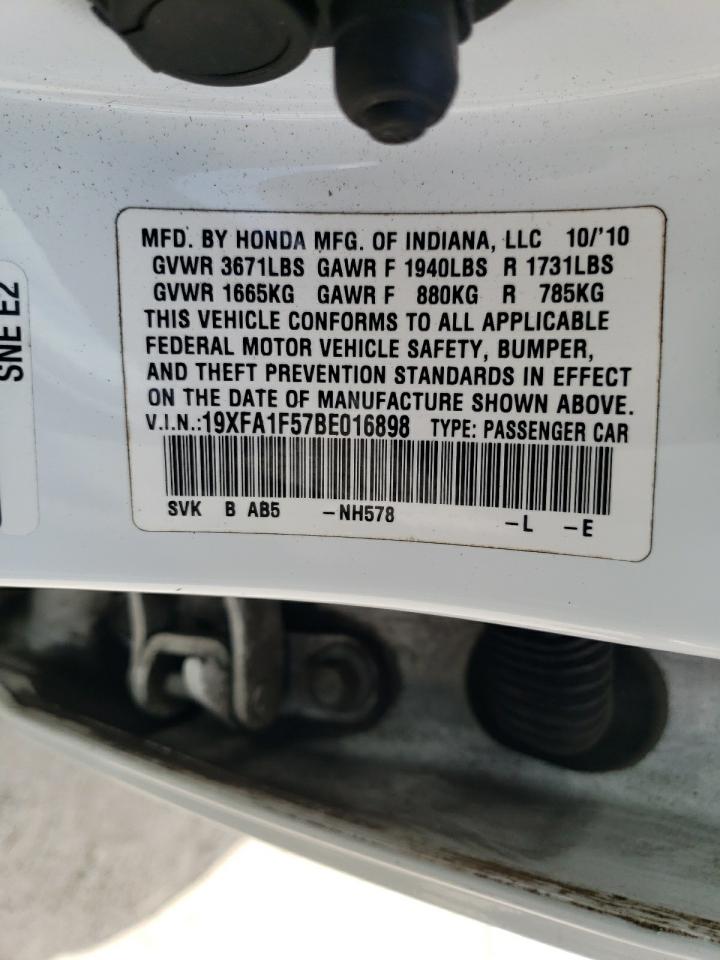 MFD. BY HONDA MFG. OF INDIANA, LLC 10/'10
GVWR 3671LBS GAWR F 1940LBS R 1731LBS
GVWR 1665KG GAWR F 880KG R 785KG
THIS VEHICLE CONFORMS TO ALL APPLICABLE
FEDERAL MOTOR VEHICLE SAFETY, BUMPER,
AND THEFT PREVENTION STANDARDS IN EFFECT
ON THE DATE OF MANUFACTURE SHOWN ABOVE.
V.I.N.:19XFA1F57BE016898 TYPE: PASSENGER CAR
SVK B AB5 -NH578 -L -E
SNE E2